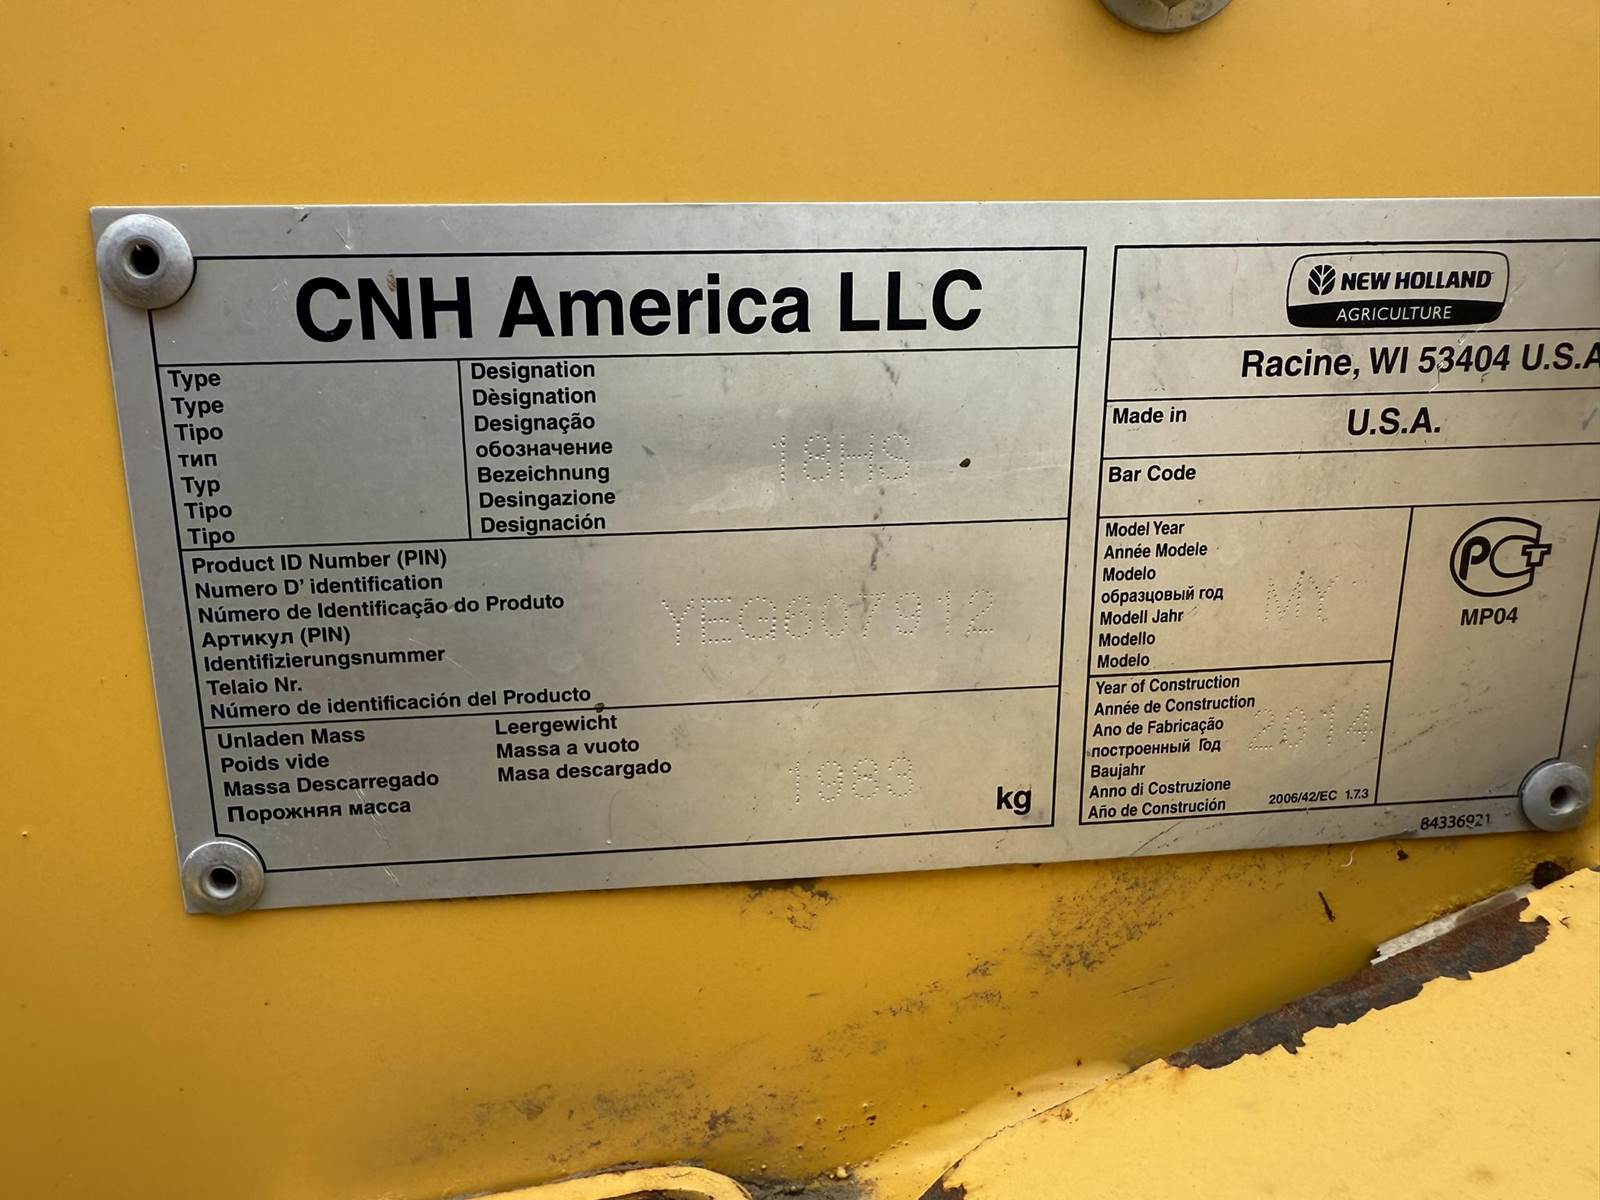 CNH America LLC
Type
Type
Tipo
тип
Typ
Tipo
Tipo
Designation
Dèsignation
Designação
обозначение
Bezeichnung
Desingazione
Designación
18HS
Product ID Number (PIN)
Numero D' identification
Número de Identificação do Produto
Артикул (PIN)
Identifizierungsnummer
Telaio Nr.
Número de identificación del Producto
YEG607912
Unladen Mass
Poids vide
Massa Descarregado
Порожняя масса
Leergewicht
Massa a vuoto
Masa descargado
1983
kg
NEW HOLLAND
AGRICULTURE
Racine, WI 53404 U.S.A
Made in
U.S.A.
Bar Code
Model Year
Année Modele
Modelo
образцовый год
Modell Jahr
Modello
Modelo
MY
Year of Construction
Année de Construction
Ano de Fabricação
построенный Год
Baujahr
Anno di Costruzione
Año de Construción
2014
2006/42/EC 1.7.3
РСТ
MP04
84336921